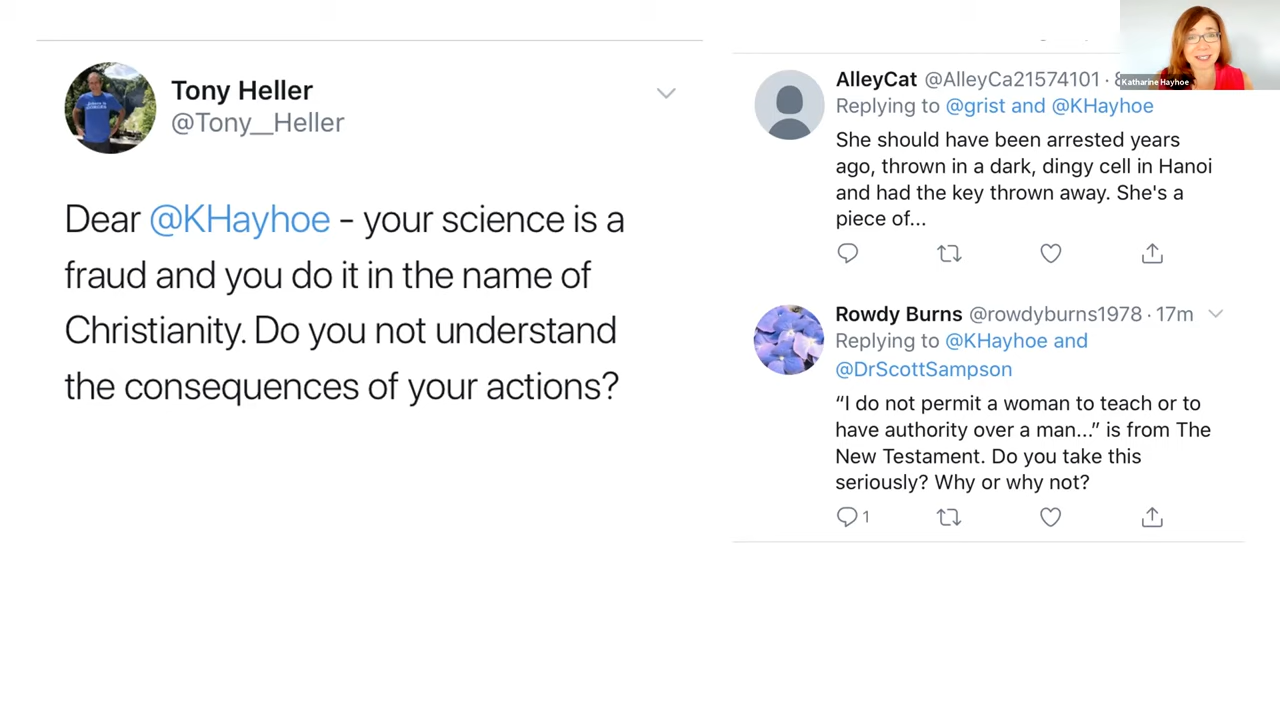 Tony Heller
@Tony__Heller
Dear @KHayhoe - your science is a
fraud and you do it in the name of
Christianity. Do you not understand
the consequences of your actions?
AlleyCat @AlleyCa21574101 ·
Replying to @grist and @KHayhoe
She should have been arrested years
ago, thrown in a dark, dingy cell in Hanoi
and had the key thrown away. She's a
piece of...
Rowdy Burns @rowdyburns1978 · 17m
Replying to @KHayhoe and
@DrScottSampson
“I do not permit a woman to teach or to
have authority over a man...” is from The
New Testament. Do you take this
seriously? Why or why not?
1
Katharine Hayhoe